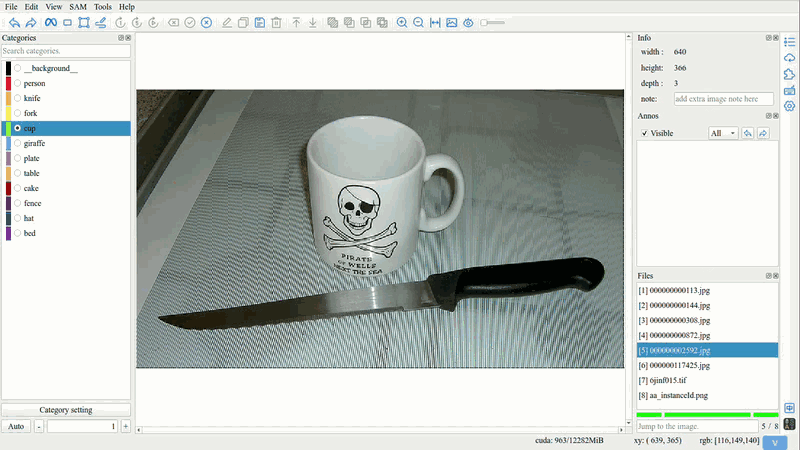 File Edit View SAM Tools Help
Categories
Search categories.
__background__
person
knife
fork
cup
giraffe
plate
table
cake
fence
hat
bed
Category setting
Auto - 1 +
PIRATE
OF WELLS
NEXT THE SEA
Info
width : 640
height: 366
depth : 3
note: add extra image note here
Annos
Visible All
Files
[1] 000000000113.jpg
[2] 000000000144.jpg
[3] 000000000308.jpg
[4] 000000000872.jpg
[5] 000000002592.jpg
[6] 000000117425.jpg
[7] 6jinf015.tif
[8] aa_instanceId.png
Jump to the image. 5 / 8
cuda: 963/12282MiB xy: ( 639, 365) rgb: [116,149,140] V